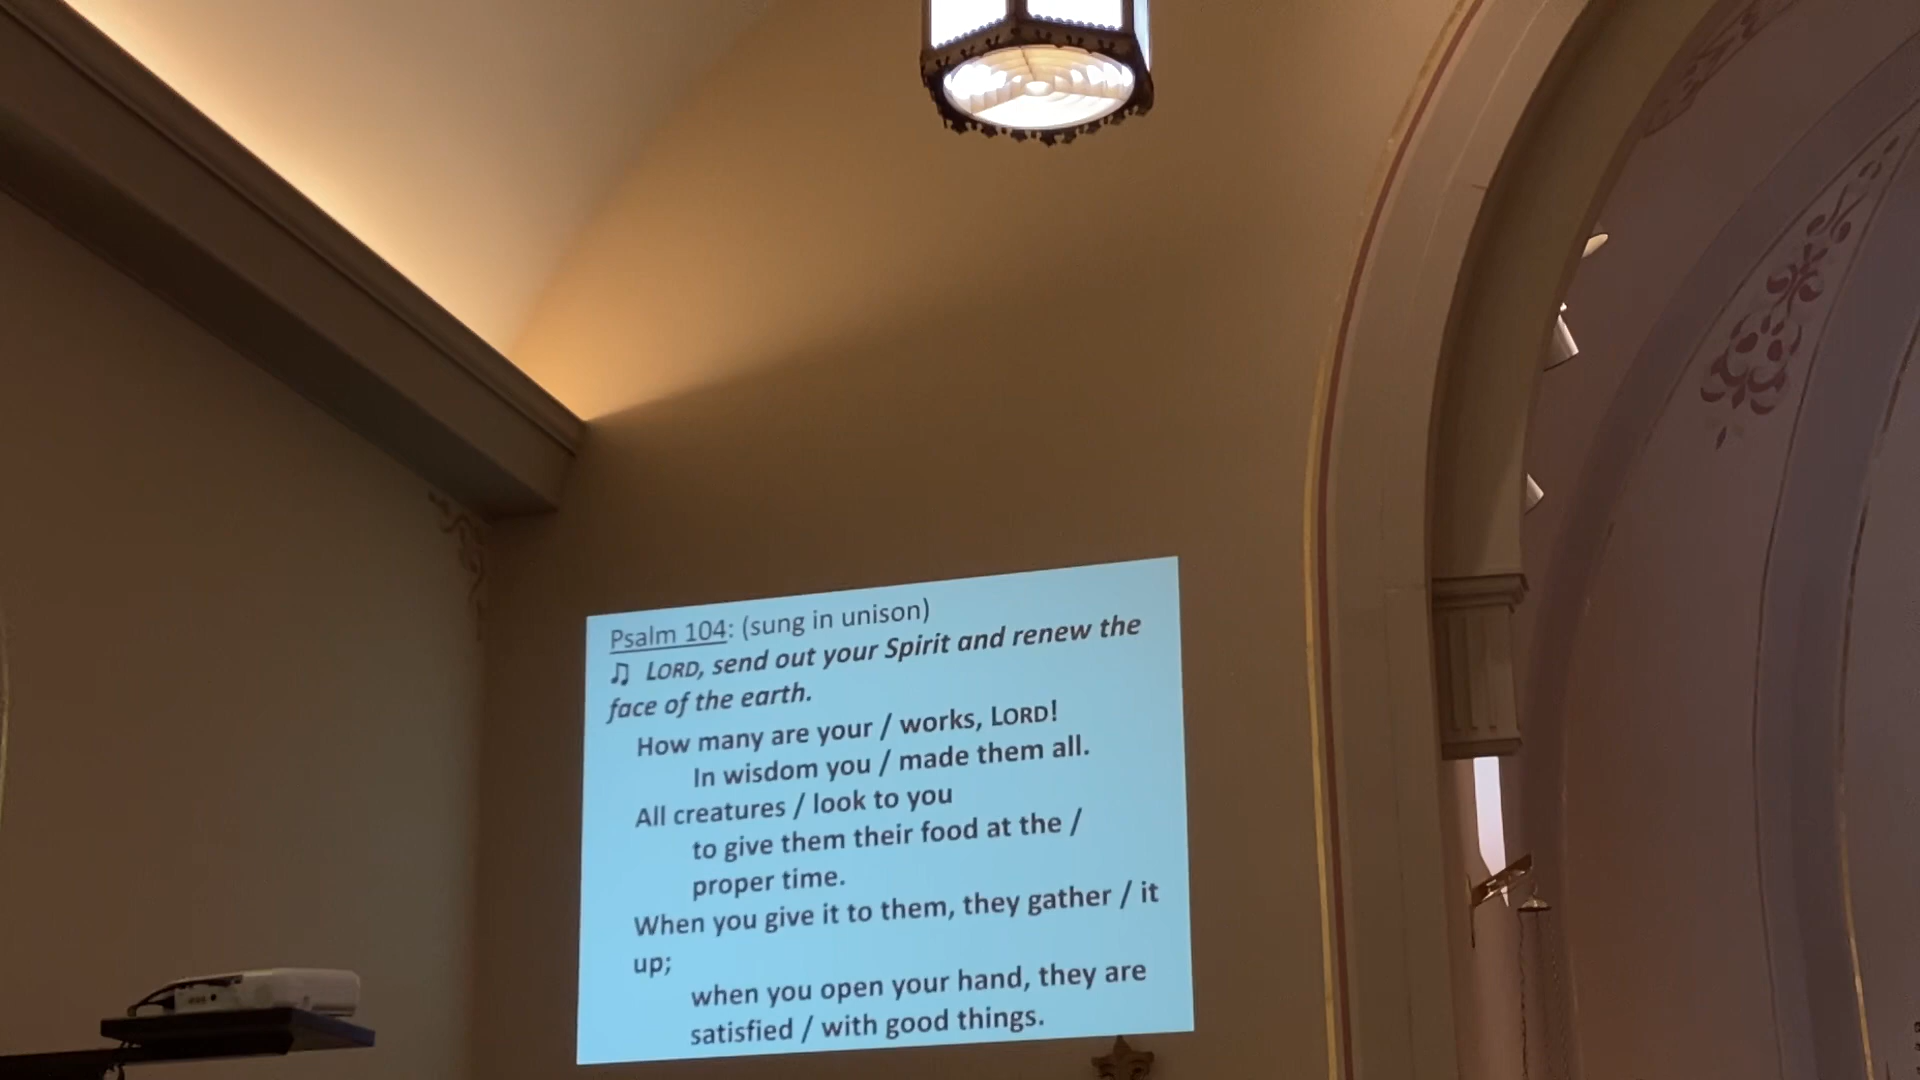 Psalm 104: (sung in unison)
♫ LORD, send out your Spirit and renew the
face of the earth.
How many are your / works, LORD!
In wisdom you / made them all.
All creatures / look to you
to give them their food at the /
proper time.
When you give it to them, they gather / it
up;
when you open your hand, they are
satisfied / with good things.